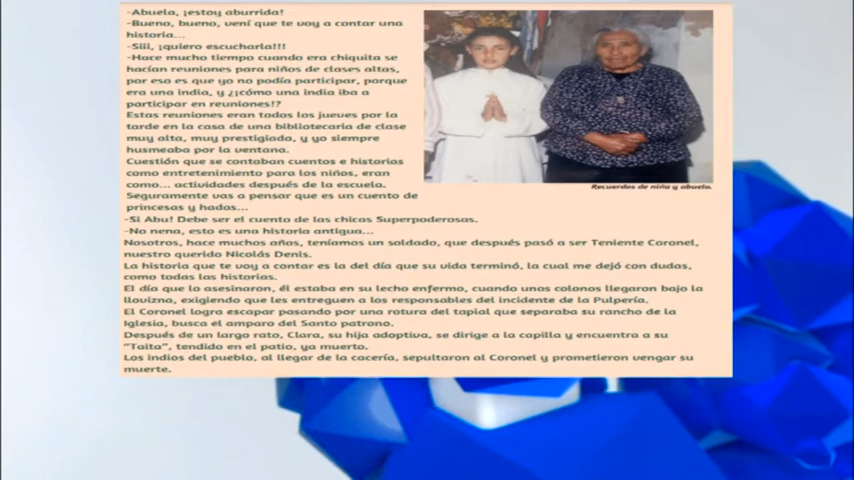 -Abuela, ¡estoy aburrida!
-Bueno, bueno, vení que te voy a contar una
historia...
-Siii, ¡quiero escucharla!!!
-Hace mucho tiempo cuando era chiquita se
hacían reuniones para niños de clases altas,
por eso es que yo no podía participar, porque
era una india, y ¿¡cómo una india iba a
participar en reuniones!?
Estas reuniones eran todos los jueves por la
tarde en la casa de una bibliotecaria de clase
muy alta, muy prestigiada, y yo siempre
husmeaba por la ventana.
Cuestión que se contaban cuentos e historias
como entretenimiento para los niños, eran
como... actividades después de la escuela.
Seguramente vas a pensar que es un cuento de
princesas y hadas...
Recuerdos de niña y abuela.
-Si Abu! Debe ser el cuento de las chicas Superpoderosas.
-No nena, esta es una historia antigua...
Nosotros, hace muchos años, teníamos un soldado, que después pasó a ser Teniente Coronel,
nuestro querido Nicolás Denis.
La historia que te voy a contar es la del día que su vida terminó, la cual me dejó con dudas,
como todas las historias.
El día que lo asesinaron, él estaba en su lecho enfermo, cuando unos colonos llegaron bajo la
llovizna, exigiendo que les entreguen a los responsables del incidente de la Pulpería.
El Coronel logra escapar pasando por una rotura del tapial que separaba su rancho de la
Iglesia, busca el amparo del Santo patrono.
Después de un largo rato, Clara, su hija adoptiva, se dirige a la capilla y encuentra a su
"Taita", tendido en el patio, ya muerto.
Los indios del pueblo, al llegar de la cacería, sepultaron al Coronel y prometieron vengar su
muerte.